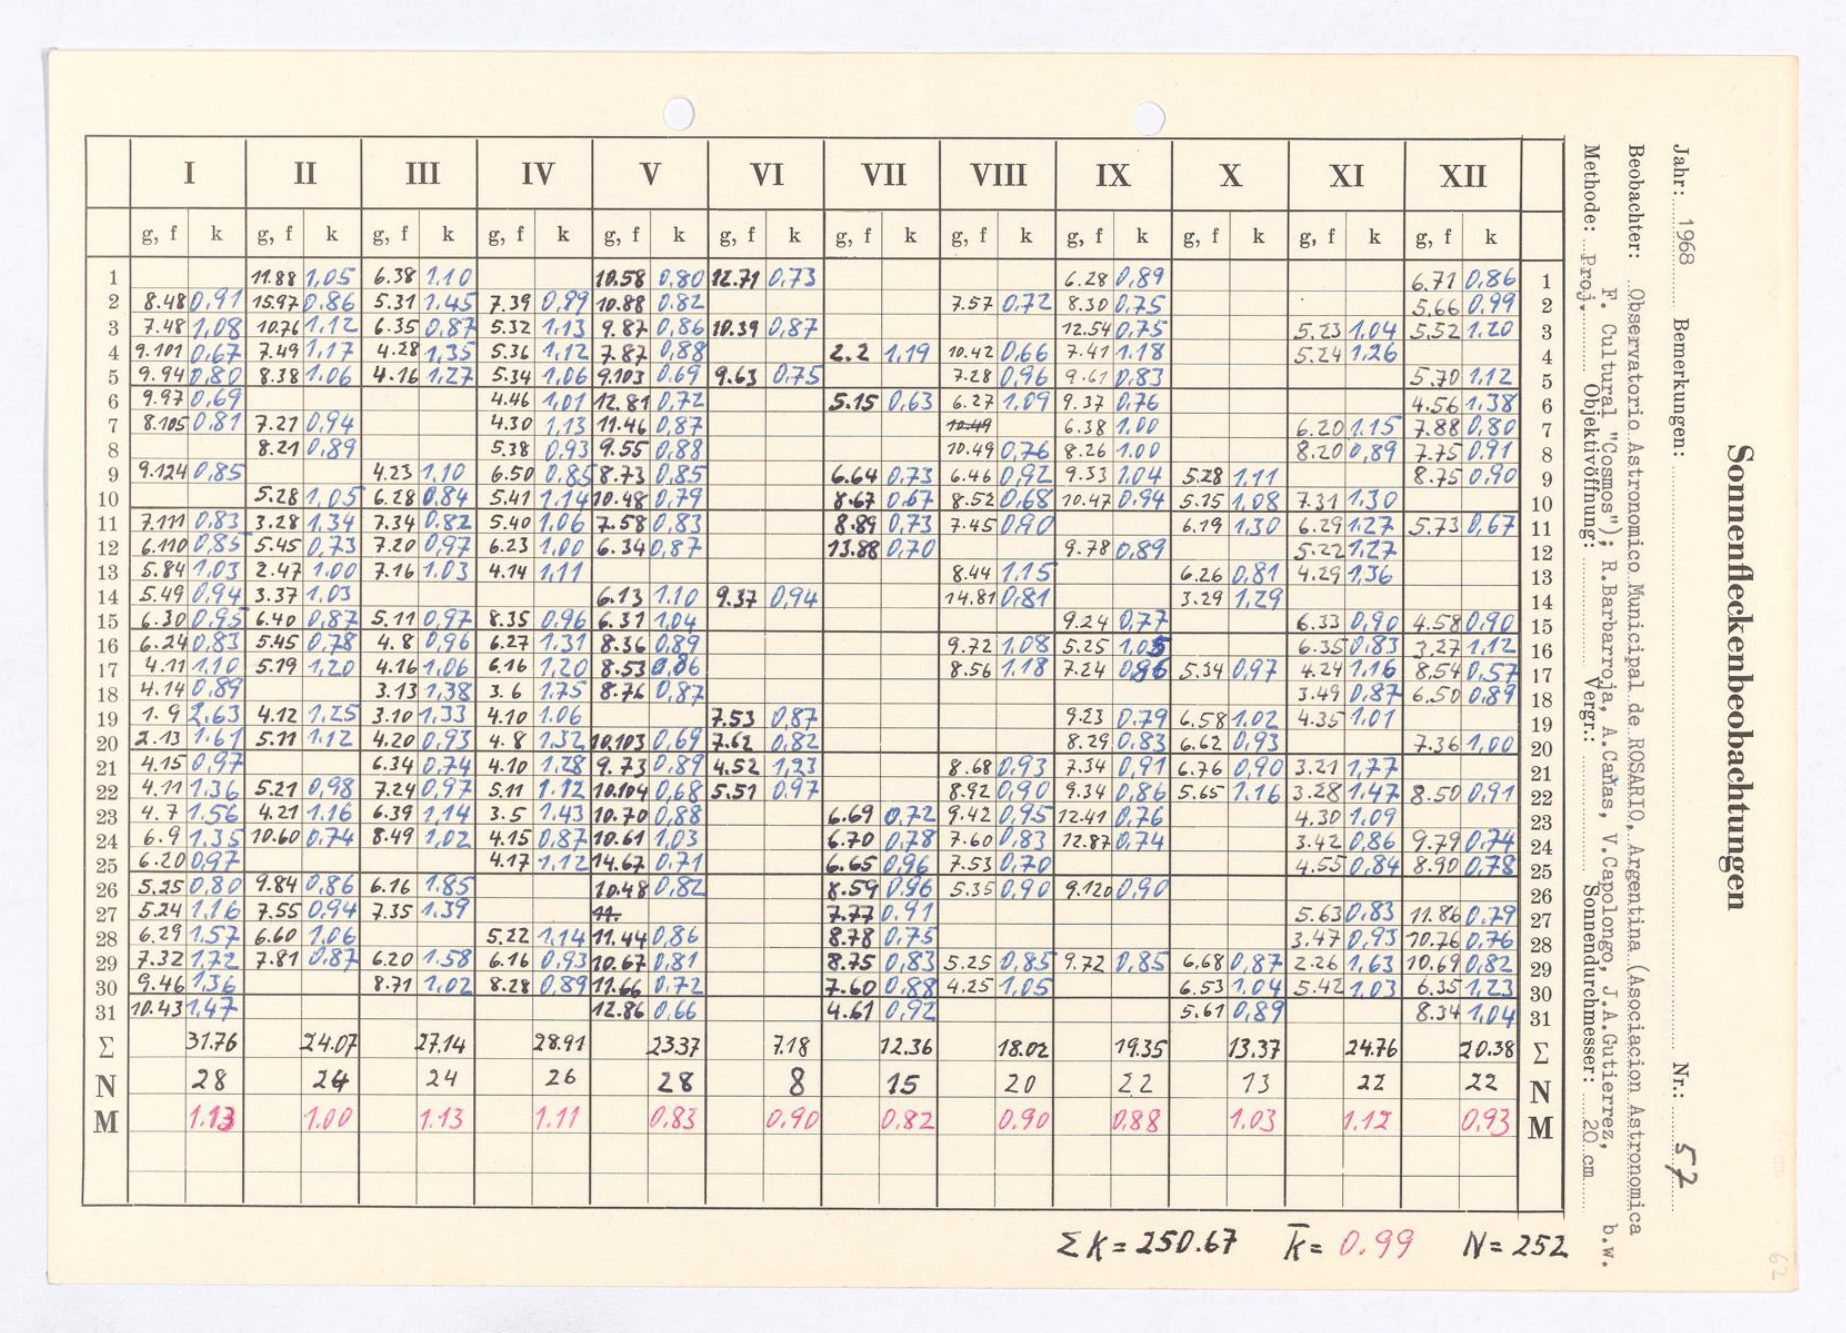 Sonnenfleckenbeobachtungen
Jahr: 1968 Bemerkungen: Nr.: 57
Beobachter: Observatorio Astronomico Municipal de ROSARIO, Argentina (Asociacion Astronomica
F. Cultural "Cosmos"); R.Barbarroja, A.Cañas, V.Capolongo, J.A.Gutierrez, b.w.
Methode: Proj. Objektivöffnung: Vergr.: Sonnendurchmesser: 20 cm
I II III IV V VI VII VIII IX X XI XII
g, f k g, f k g, f k g, f k g, f k g, f k g, f k g, f k g, f k g, f k g, f k g, f k
1 11.88 1,05 6.38 1.10 10.58 0,80 12.71 0,73 6.28 0,89 6.71 0,86 1
2 8.48 0,91 15.97 0,86 5.31 1.45 7.39 0,99 10.88 0,82 7.57 0,72 8.30 0,75 5.66 0,99 2
3 7.48 1,08 10.76 1,12 6.35 0,87 5.32 1,13 9.87 0,86 10.39 0,87 12.54 0,75 5.23 1.04 5,52 1.20 3
4 9.101 0,67 7.49 1,17 4.28 1,35 5.36 1,12 7.87 0,88 2.2 1,19 10.42 0,66 7.41 1.18 5.24 1,26 4
5 9.94 0,80 8.38 1.06 4.16 1,27 5.34 1,06 9.103 0.69 9.63 0,75 7.28 0,96 9.61 0,83 5.70 1,12 5
6 9.97 0,69 4.46 1,01 12.81 0,72 5.15 0,63 6.27 1,09 9.37 0,76 4.56 1,38 6
7 8.105 0,81 7.27 0,94 4.30 1,13 11.46 0,87 10.49 6.38 1.00 6.20 1.15 7.88 0,80 7
8 8.21 0,89 5.38 0,93 9.55 0,88 10.49 0,76 8.26 1.00 8.20 0,89 7.75 0,91 8
9 9.124 0,85 4.23 1,10 6.50 0,85 8.73 0,85 6.64 0,73 6.46 0,92 9.33 1,04 5.28 1,11 8.75 0,90 9
10 5.28 1,05 6.28 0,84 5.41 1,14 10.48 0,79 8.67 0,67 8.52 0,68 10.47 0,94 5.15 1,08 7.31 1.30 10
11 7.111 0,83 3.28 1,34 7.34 0,82 5.40 1,06 7.58 0,83 8.89 0,73 7.45 0,90 6.19 1,30 6.29 1,27 5.73 0,67 11
12 6.110 0,85 5.45 0,73 7.20 0,97 6.23 1,00 6.34 0,87 13.88 0,70 9.78 0,89 5.22 1,27 12
13 5.84 1,03 2.47 1.00 7.16 1.03 4.14 1,11 8.44 1.15 6.26 0,81 4.29 1,36 13
14 5.49 0,94 3.37 1.03 6.13 1.10 9.37 0,94 14.81 0,81 3.29 1,29 14
15 6.30 0,95 6.40 0,87 5.11 0,97 8.35 0,96 6.31 1,04 9.24 0,77 6.33 0,90 4.58 0,90 15
16 6.24 0,83 5.45 0,78 4.8 0,96 6.27 1,31 8.36 0,89 9.72 1,08 5.25 1,05 6.35 0,83 3.27 1,12 16
17 4.11 1,10 5.19 1,20 4.16 1,06 6.16 1,20 8.53 0,86 8.56 1.18 7.24 0,96 5.34 0,97 4.24 1,16 8,54 0,57 17
18 4.14 0,89 3.13 1,38 3.6 1.75 8.76 0,87 3.49 0,87 6,50 0,89 18
19 1.9 2,63 4.12 1,25 3.10 1,33 4.10 1.06 7.53 0,87 9.23 0.79 6.58 1.02 4.35 1,01 19
20 2.13 1.61 5.11 1.12 4.20 0,93 4.8 1.32 10.103 0,69 7.62 0,82 8.29 0,83 6.62 0,93 7.36 1,00 20
21 4.15 0,97 6.34 0,74 4.10 1,28 9.73 0,89 4.52 1,23 8.68 0,93 7.34 0,91 6.76 0,90 3.21 1,77 21
22 4.11 1.36 5.21 0,98 7.24 0,97 5.11 1.12 10.104 0,68 5.51 0.97 8.92 0,90 9.34 0,86 5.65 1.16 3.28 1,47 8.50 0,91 22
23 4.7 1.56 4.21 1.16 6.39 1,14 3.5 1.43 10.70 0,88 6.69 0,72 9.42 0,95 12.41 0,76 4.30 1.09 23
24 6.9 1.35 10.60 0,74 8.49 1,02 4.15 0,87 10.61 1,03 6.70 0,78 7.60 0,83 12.87 0,74 3.42 0,86 9.79 0,74 24
25 6.20 0,97 4.17 1,12 14.67 0,71 6.65 0,96 7.53 0,70 4.55 0,84 8.90 0,78 25
26 5.25 0,80 9.84 0,86 6.16 1.85 10.48 0,82 8.59 0,96 5.35 0,90 9.120 0,90 26
27 5.24 1,16 7.55 0,94 7.35 1.39 11. 7.77 0.91 5.63 0,83 11.86 0,79 27
28 6.29 1.57 6.60 1,06 5.22 1,14 11.44 0,86 8.78 0,75 3.47 0,93 10.76 0,76 28
29 7.32 1,72 7.81 0,87 6.20 1.58 6.16 0,93 10.67 0,81 8.75 0,83 5.25 0,85 9.72 0,85 6,68 0,87 2.26 1,63 10.69 0,82 29
30 9.46 1,36 8.71 1,02 8.28 0,89 11.66 0,72 7.60 0,88 4.25 1,05 6.53 1,04 5.42 1,03 6.35 1,23 30
31 10.43 1,47 12.86 0,66 4.61 0,92 5.61 0,89 8.34 1,04 31
Σ 31.76 24.07 27.14 28.91 23.37 7.18 12.36 18.02 19.35 13.37 24.76 20.38 Σ
N 28 24 24 26 28 8 15 20 22 13 22 22 N
M 1.13 1.00 1.13 1.11 0,83 0,90 0,82 0,90 0,88 1.03 1.12 0,93 M
Σ K = 250.67 k = 0.99 N = 252
62